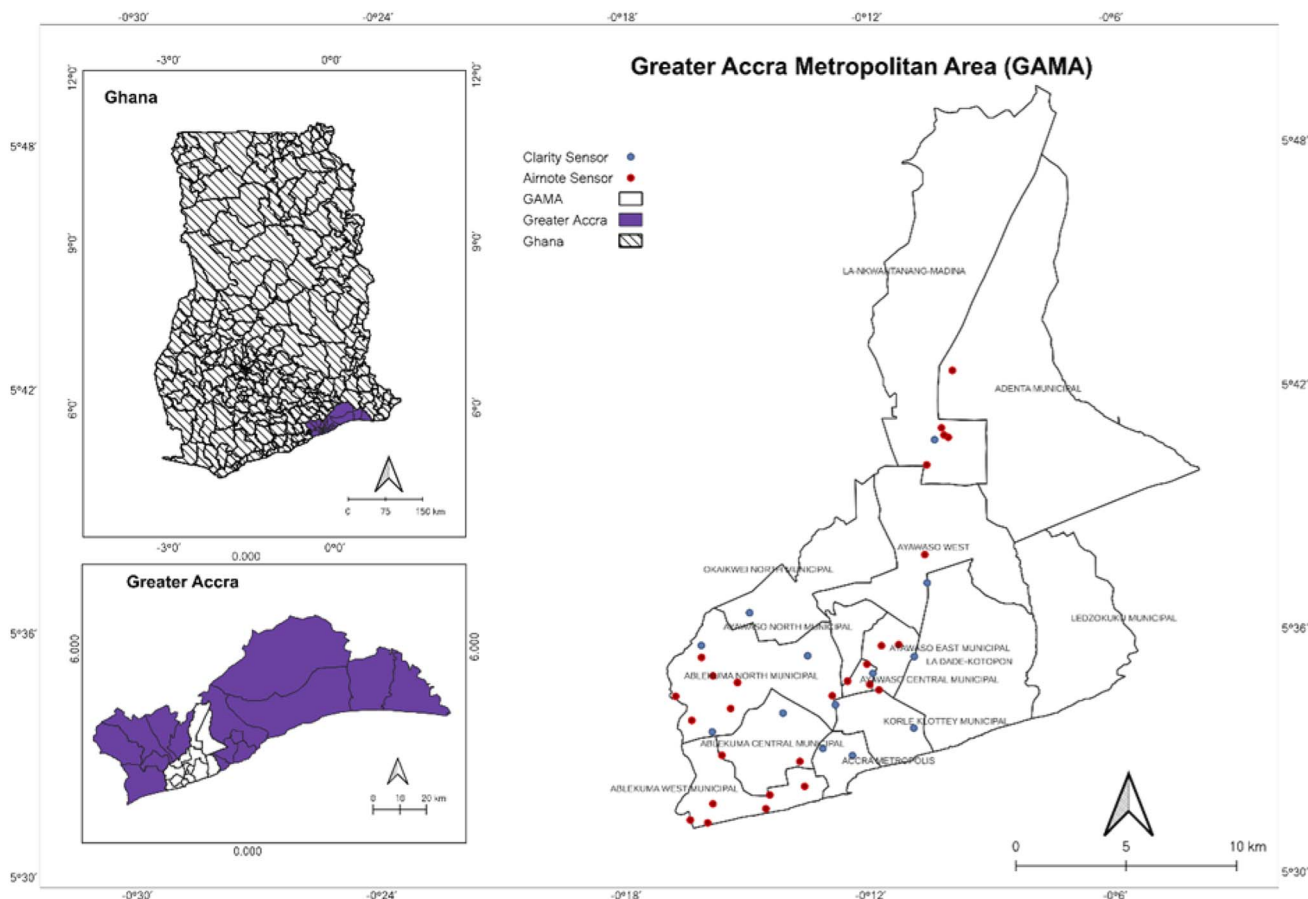 -0°30′ -0°24′ -0°18′ -0°12′ -0°6′
Greater Accra Metropolitan Area (GAMA)
-3°0′ 0°0′
12°0′ 12°0′
Ghana
5°48′ 5°48′
Clarity Sensor
Airnote Sensor
GAMA
Greater Accra
Ghana
9°0′ 9°0′
LA-NKWANTANANG-MADINA
5°42′ 5°42′
ADENTA MUNICIPAL
6°0′ 6°0′
0 75 150 km
-3°0′ 0°0′
0.000
AYAWASO WEST
OKAIKWEI NORTH MUNICIPAL
Greater Accra
LEDZOKUKU MUNICIPAL
5°36′ 5°36′
6.000 6.000
AYAWASO NORTH MUNICIPAL
AYAWASO EAST MUNICIPAL
LA DADE-KOTOPON
ABLEKUMA NORTH MUNICIPAL
AYAWASO CENTRAL MUNICIPAL
KORLE KLOTTEY MUNICIPAL
ABLEKUMA CENTRAL MUNICIPAL
ACCRA METROPOLIS
ABLEKUMA WEST MUNICIPAL
0 10 20 km
0.000
0 5 10 km
5°30′ 5°30′
-0°30′ -0°24′ -0°18′ -0°12′ -0°6′